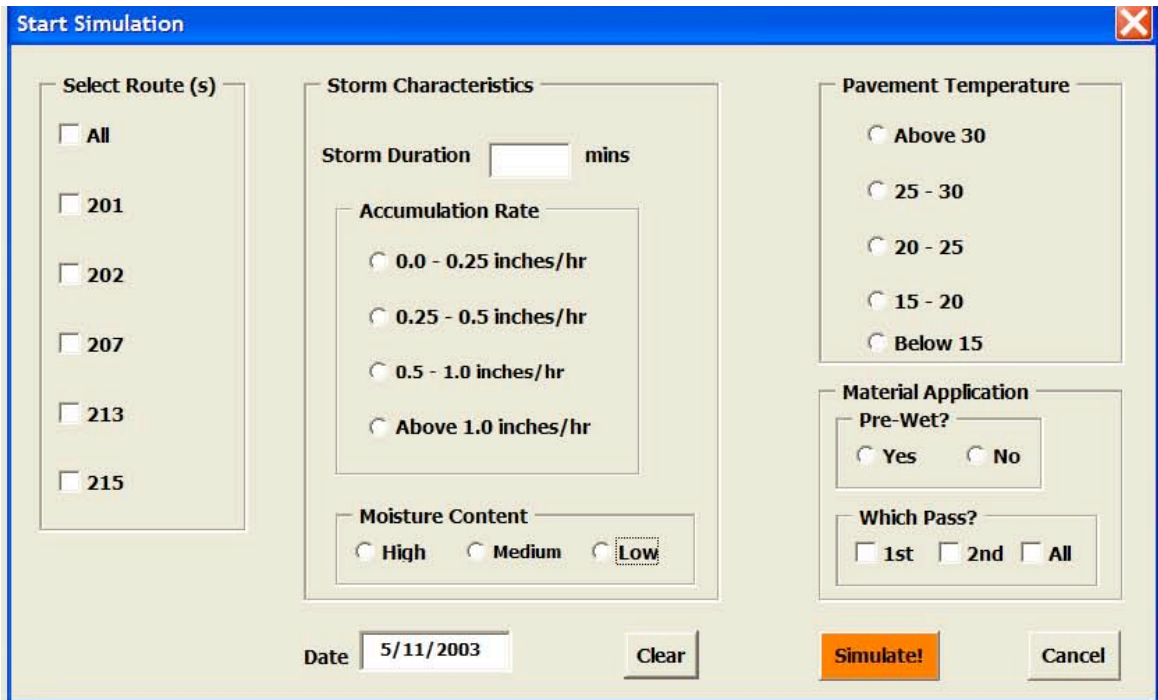 Start Simulation
Select Route (s)
All
201
202
207
213
215
Storm Characteristics
Storm Duration mins
Accumulation Rate
0.0 - 0.25 inches/hr
0.25 - 0.5 inches/hr
0.5 - 1.0 inches/hr
Above 1.0 inches/hr
Moisture Content
High Medium Low
Pavement Temperature
Above 30
25 - 30
20 - 25
15 - 20
Below 15
Material Application
Pre-Wet?
Yes No
Which Pass?
1st 2nd All
Date 5/11/2003 Clear Simulate! Cancel